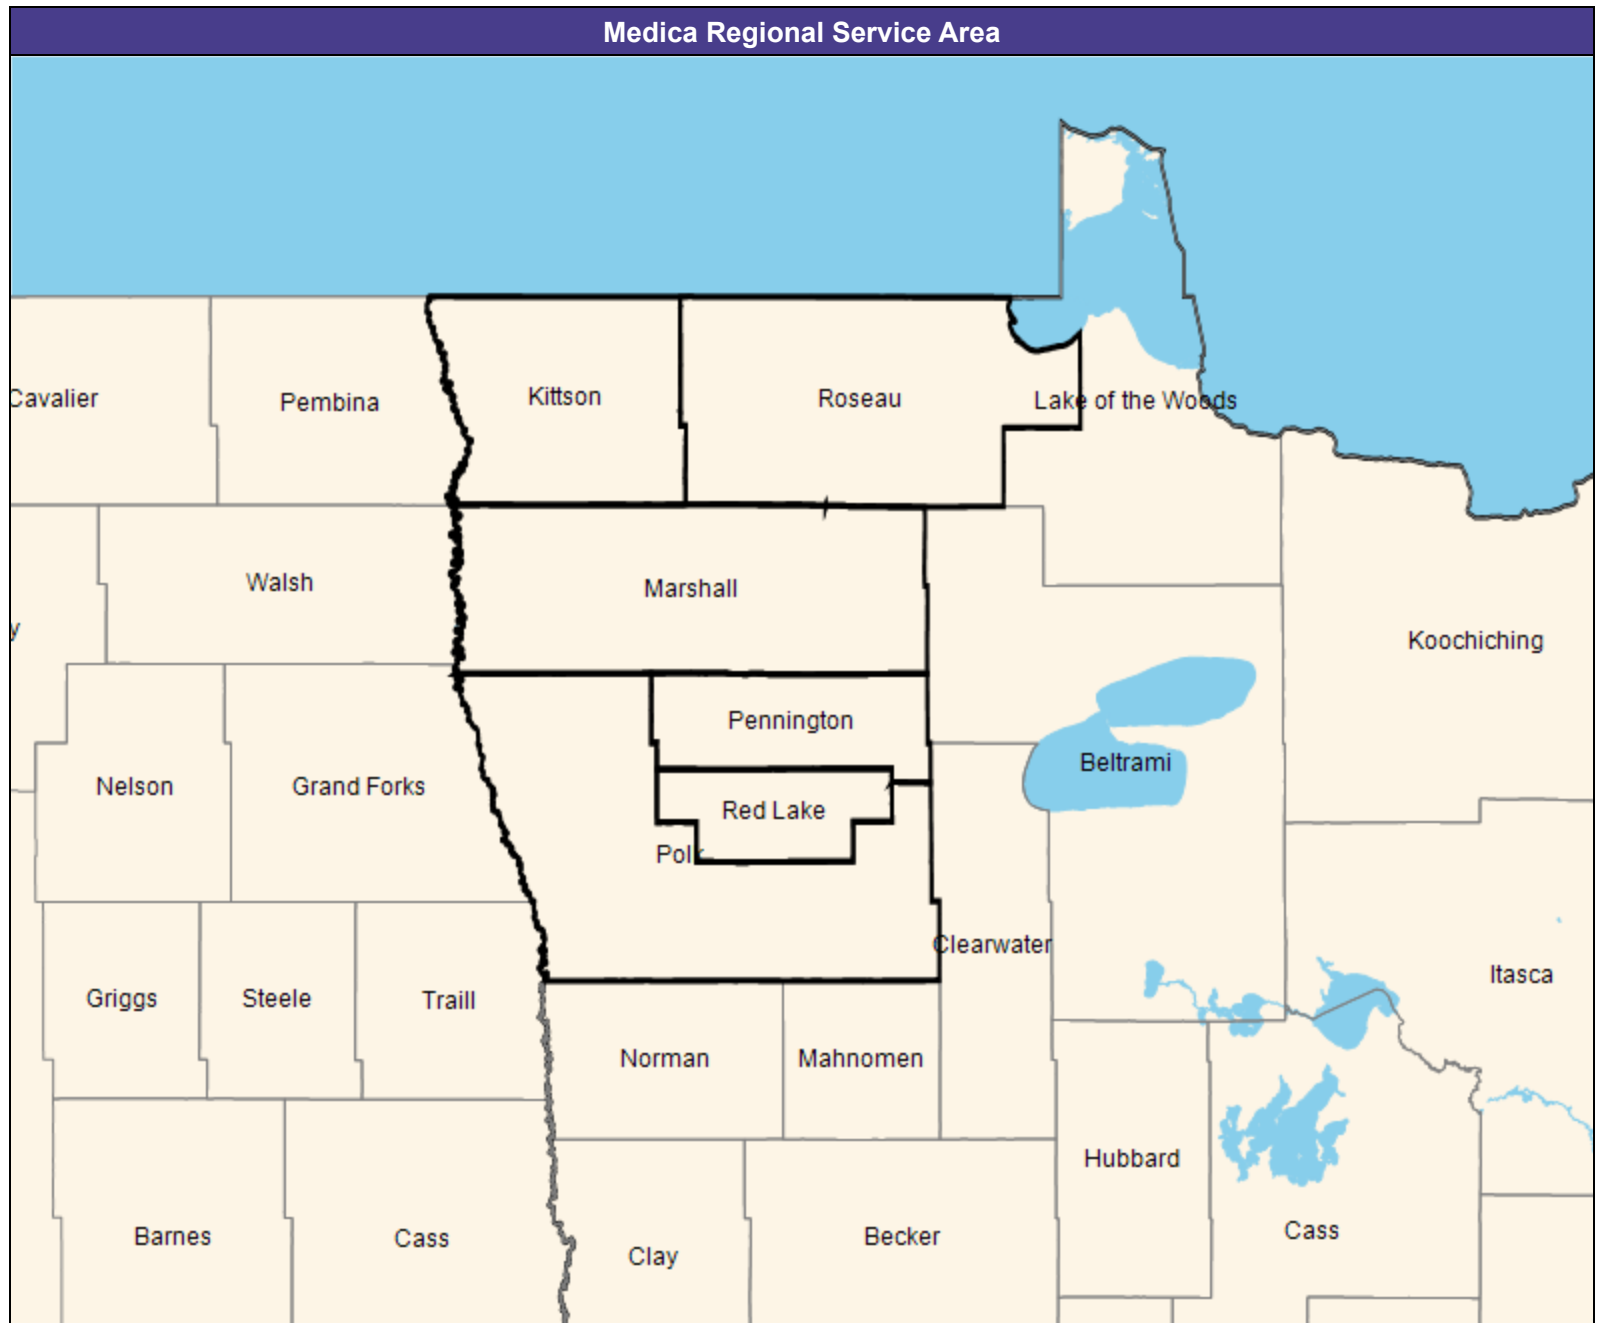 Medica Regional Service Area
Kittson
Cavalier
Pembina
Roseau
Lake of the Woods
Walsh
Marshall
y
Koochiching
Pennington
Beltrami
Nelson
Grand Forks
Red Lake
Polk
Clearwater
Itasca
Griggs
Steele
Traill
Norman
Mahnomen
Hubbard
Barnes
Cass
Clay
Becker
Cass